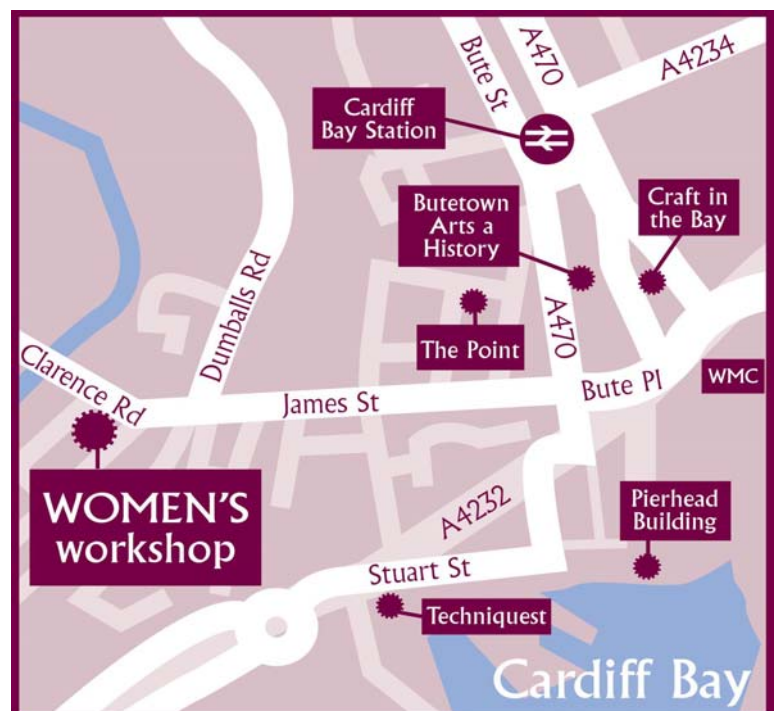 Bute St
A470
A4234
Cardiff
Bay Station
Butetown
Arts a
History
Craft in
the Bay
Dumballs Rd
A470
The Point
Clarence Rd
James St
Bute Pl
WMC
WOMEN'S
workshop
A4232
Pierhead
Building
Stuart St
Techniquest
Cardiff Bay